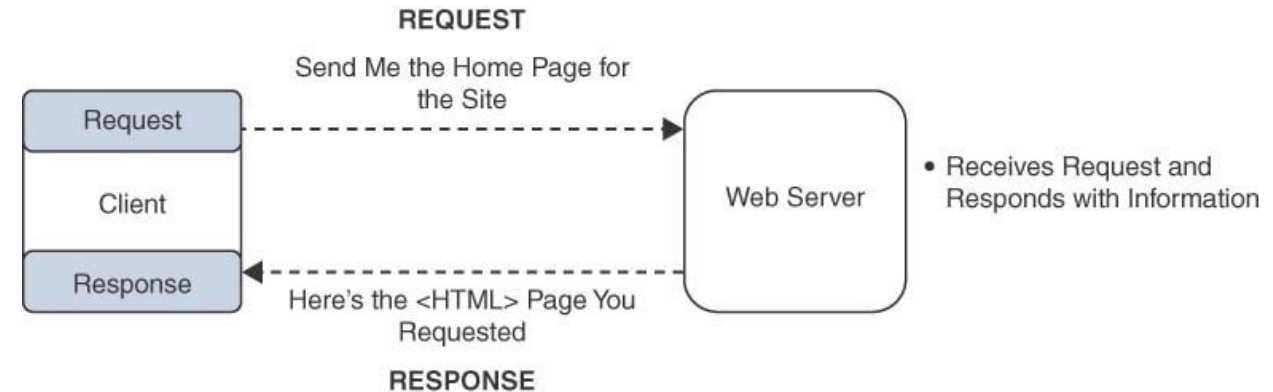 REQUEST
Send Me the Home Page for
the Site
Request
Client
Response
Web Server
• Receives Request and
Responds with Information
Here's the <HTML> Page You
Requested
RESPONSE